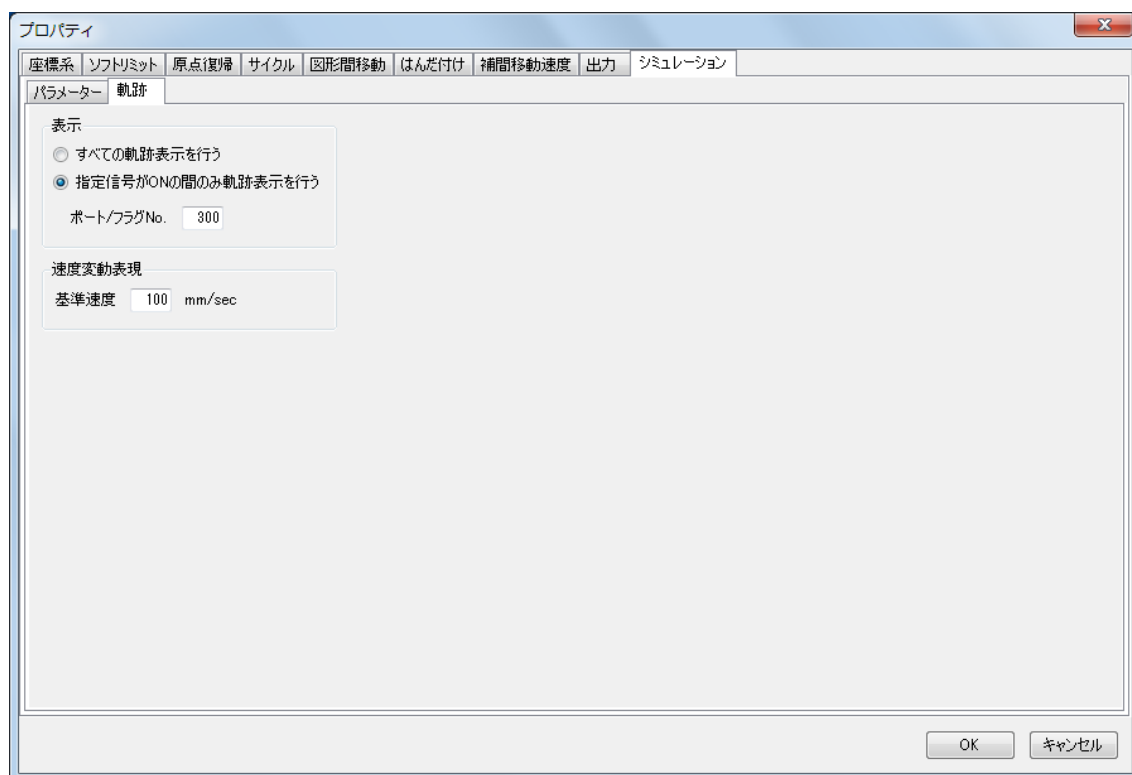 プロパティ
座標系 ソフトリミット 原点復帰 サイクル 図形間移動 はんだ付け 補間移動速度 出力 シミュレーション
パラメーター 軌跡
表示
すべての軌跡表示を行う
指定信号がONの間のみ軌跡表示を行う
ポート/フラグNo. 300
速度変動表現
基準速度 100 mm/sec
OK キャンセル